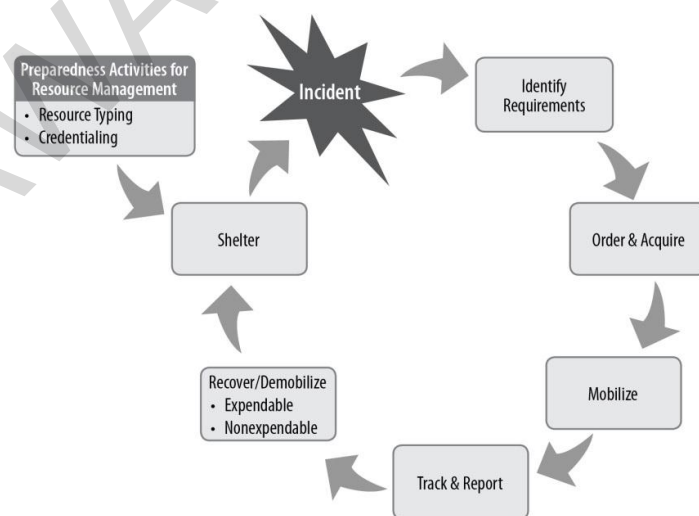 Preparedness Activities for
Resource Management
• Resource Typing
• Credentialing
Incident
Identify
Requirements
Order & Acquire
Mobilize
Track & Report
Recover/Demobilize
• Expendable
• Nonexpendable
Shelter